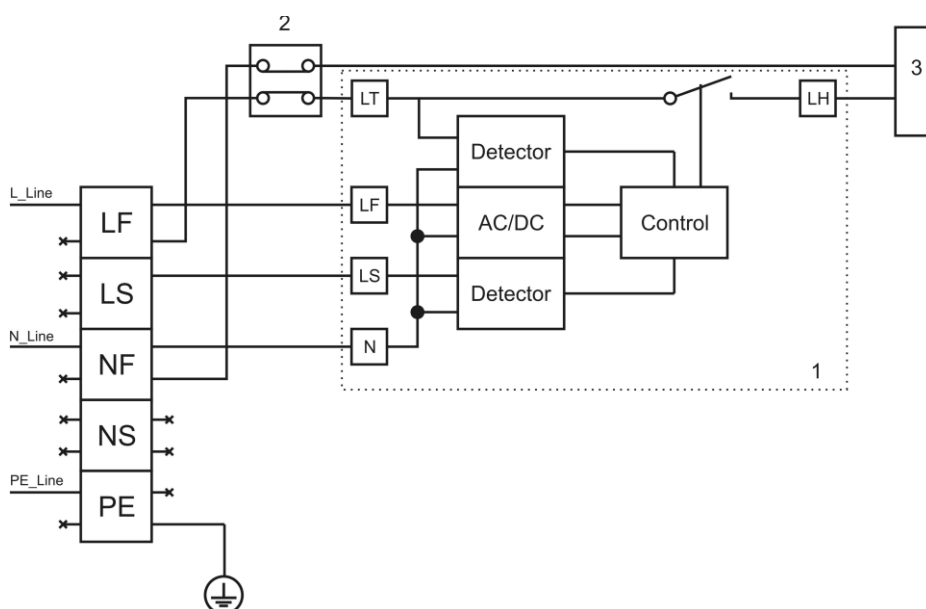 2
3
LT
LH
Detector
L_Line
LF
LF
AC/DC
Control
LS
LS
Detector
N_Line
NF
N
1
NS
PE_Line
PE